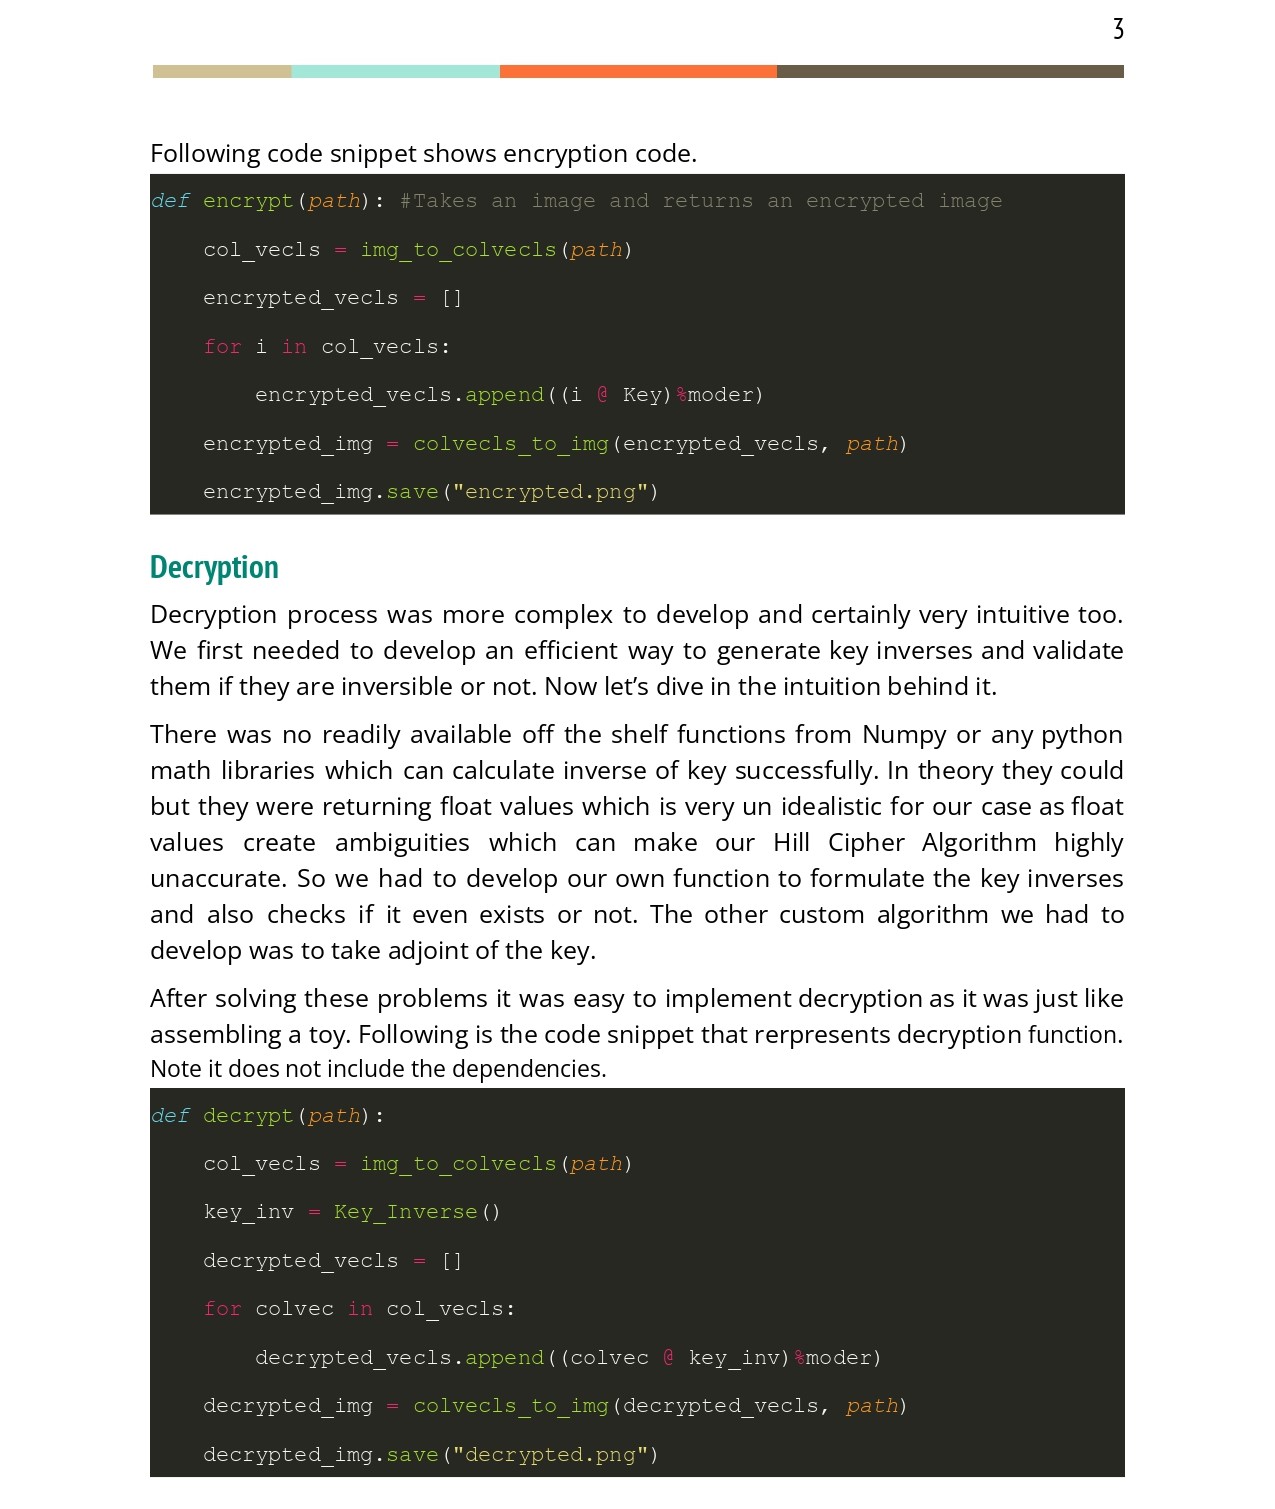 3
Following code snippet shows encryption code.
def encrypt(path): #Takes an image and returns an encrypted image
    col_vecls = img_to_colvecls(path)
    encrypted_vecls = []
    for i in col_vecls:
        encrypted_vecls.append((i @ Key)%moder)
    encrypted_img = colvecls_to_img(encrypted_vecls, path)
    encrypted_img.save("encrypted.png")
Decryption
Decryption process was more complex to develop and certainly very intuitive too.
We first needed to develop an efficient way to generate key inverses and validate
them if they are inversible or not. Now let’s dive in the intuition behind it.
There was no readily available off the shelf functions from Numpy or any python
math libraries which can calculate inverse of key successfully. In theory they could
but they were returning float values which is very un idealistic for our case as float
values create ambiguities which can make our Hill Cipher Algorithm highly
unaccurate. So we had to develop our own function to formulate the key inverses
and also checks if it even exists or not. The other custom algorithm we had to
develop was to take adjoint of the key.
After solving these problems it was easy to implement decryption as it was just like
assembling a toy. Following is the code snippet that rerpresents decryption function.
Note it does not include the dependencies.
def decrypt(path):
    col_vecls = img_to_colvecls(path)
    key_inv = Key_Inverse()
    decrypted_vecls = []
    for colvec in col_vecls:
        decrypted_vecls.append((colvec @ key_inv)%moder)
    decrypted_img = colvecls_to_img(decrypted_vecls, path)
    decrypted_img.save("decrypted.png")